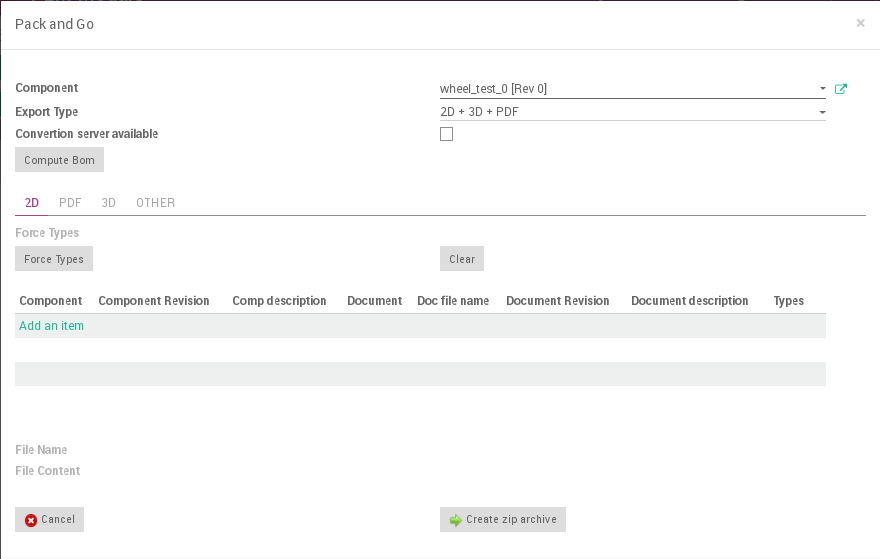 Pack and Go ×
Component wheel_test_0 [Rev 0]
Export Type 2D + 3D + PDF
Convertion server available
Compute Bom
2D PDF 3D OTHER
Force Types
Force Types Clear
Component Component Revision Comp description Document Doc file name Document Revision Document description Types
Add an item
File Name
File Content
Cancel Create zip archive